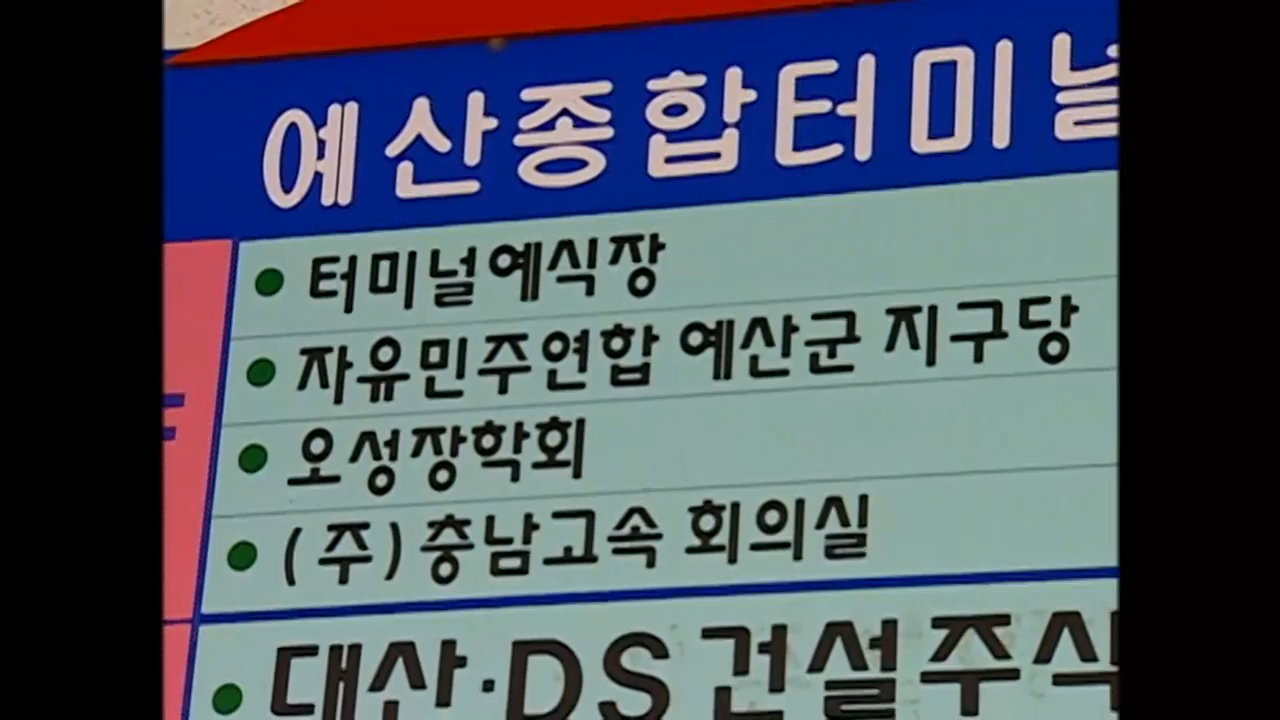 예산종합터미널
• 터미널예식장
• 자유민주연합 예산군 지구당
• 오성장학회
• (주)충남고속 회의실
• 대산·DS건설주식